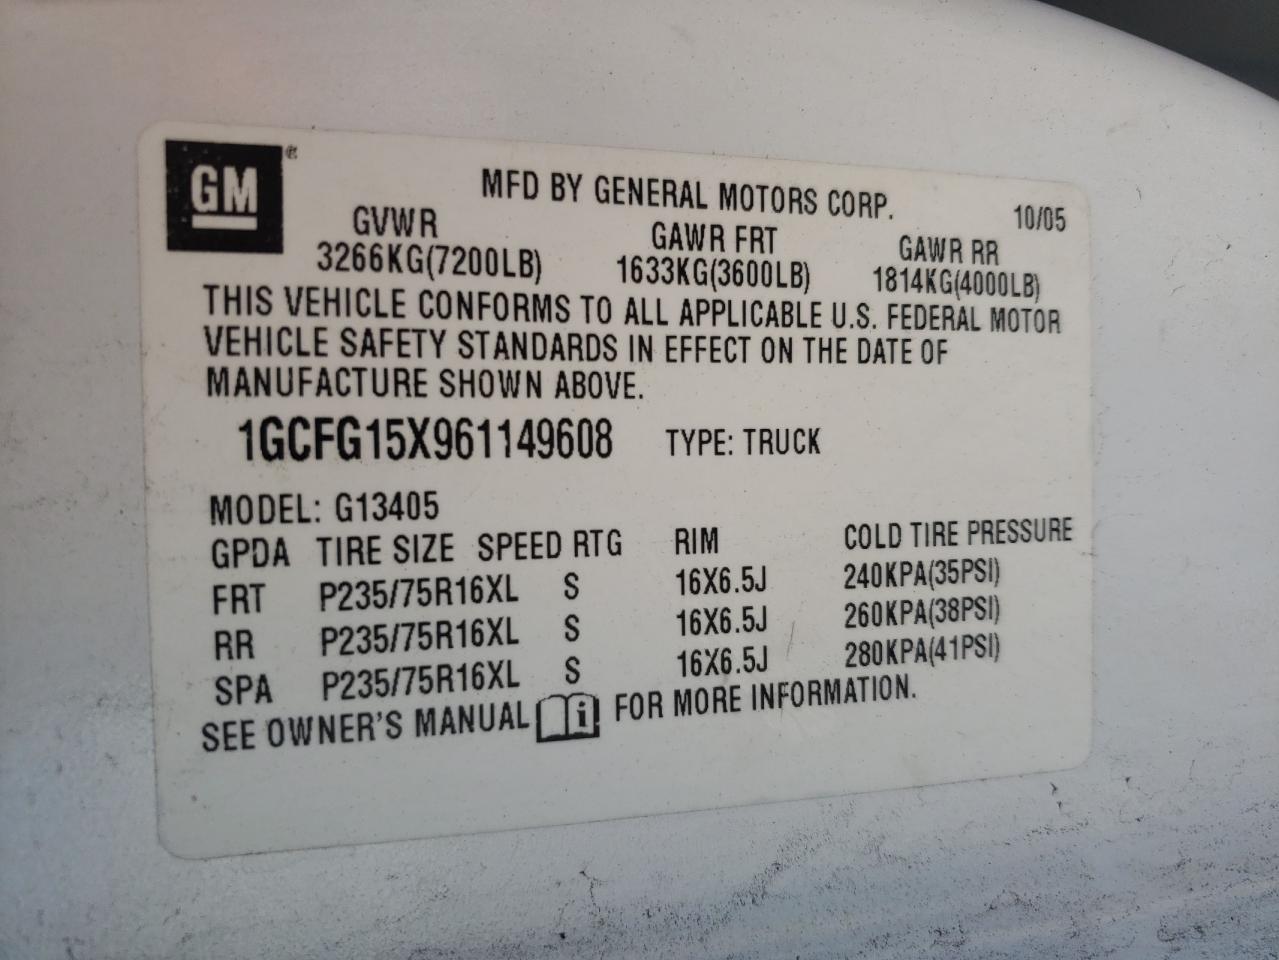 GM®
MFD BY GENERAL MOTORS CORP.
10/05
GVWR GAWR FRT GAWR RR
3266KG(7200LB) 1633KG(3600LB) 1814KG(4000LB)
THIS VEHICLE CONFORMS TO ALL APPLICABLE U.S. FEDERAL MOTOR
VEHICLE SAFETY STANDARDS IN EFFECT ON THE DATE OF
MANUFACTURE SHOWN ABOVE.
1GCFG15X961149608 TYPE: TRUCK
MODEL: G13405
GPDA TIRE SIZE SPEED RTG RIM COLD TIRE PRESSURE
FRT P235/75R16XL S 16X6.5J 240KPA(35PSI)
RR P235/75R16XL S 16X6.5J 260KPA(38PSI)
SPA P235/75R16XL S 16X6.5J 280KPA(41PSI)
SEE OWNER'S MANUAL i FOR MORE INFORMATION.